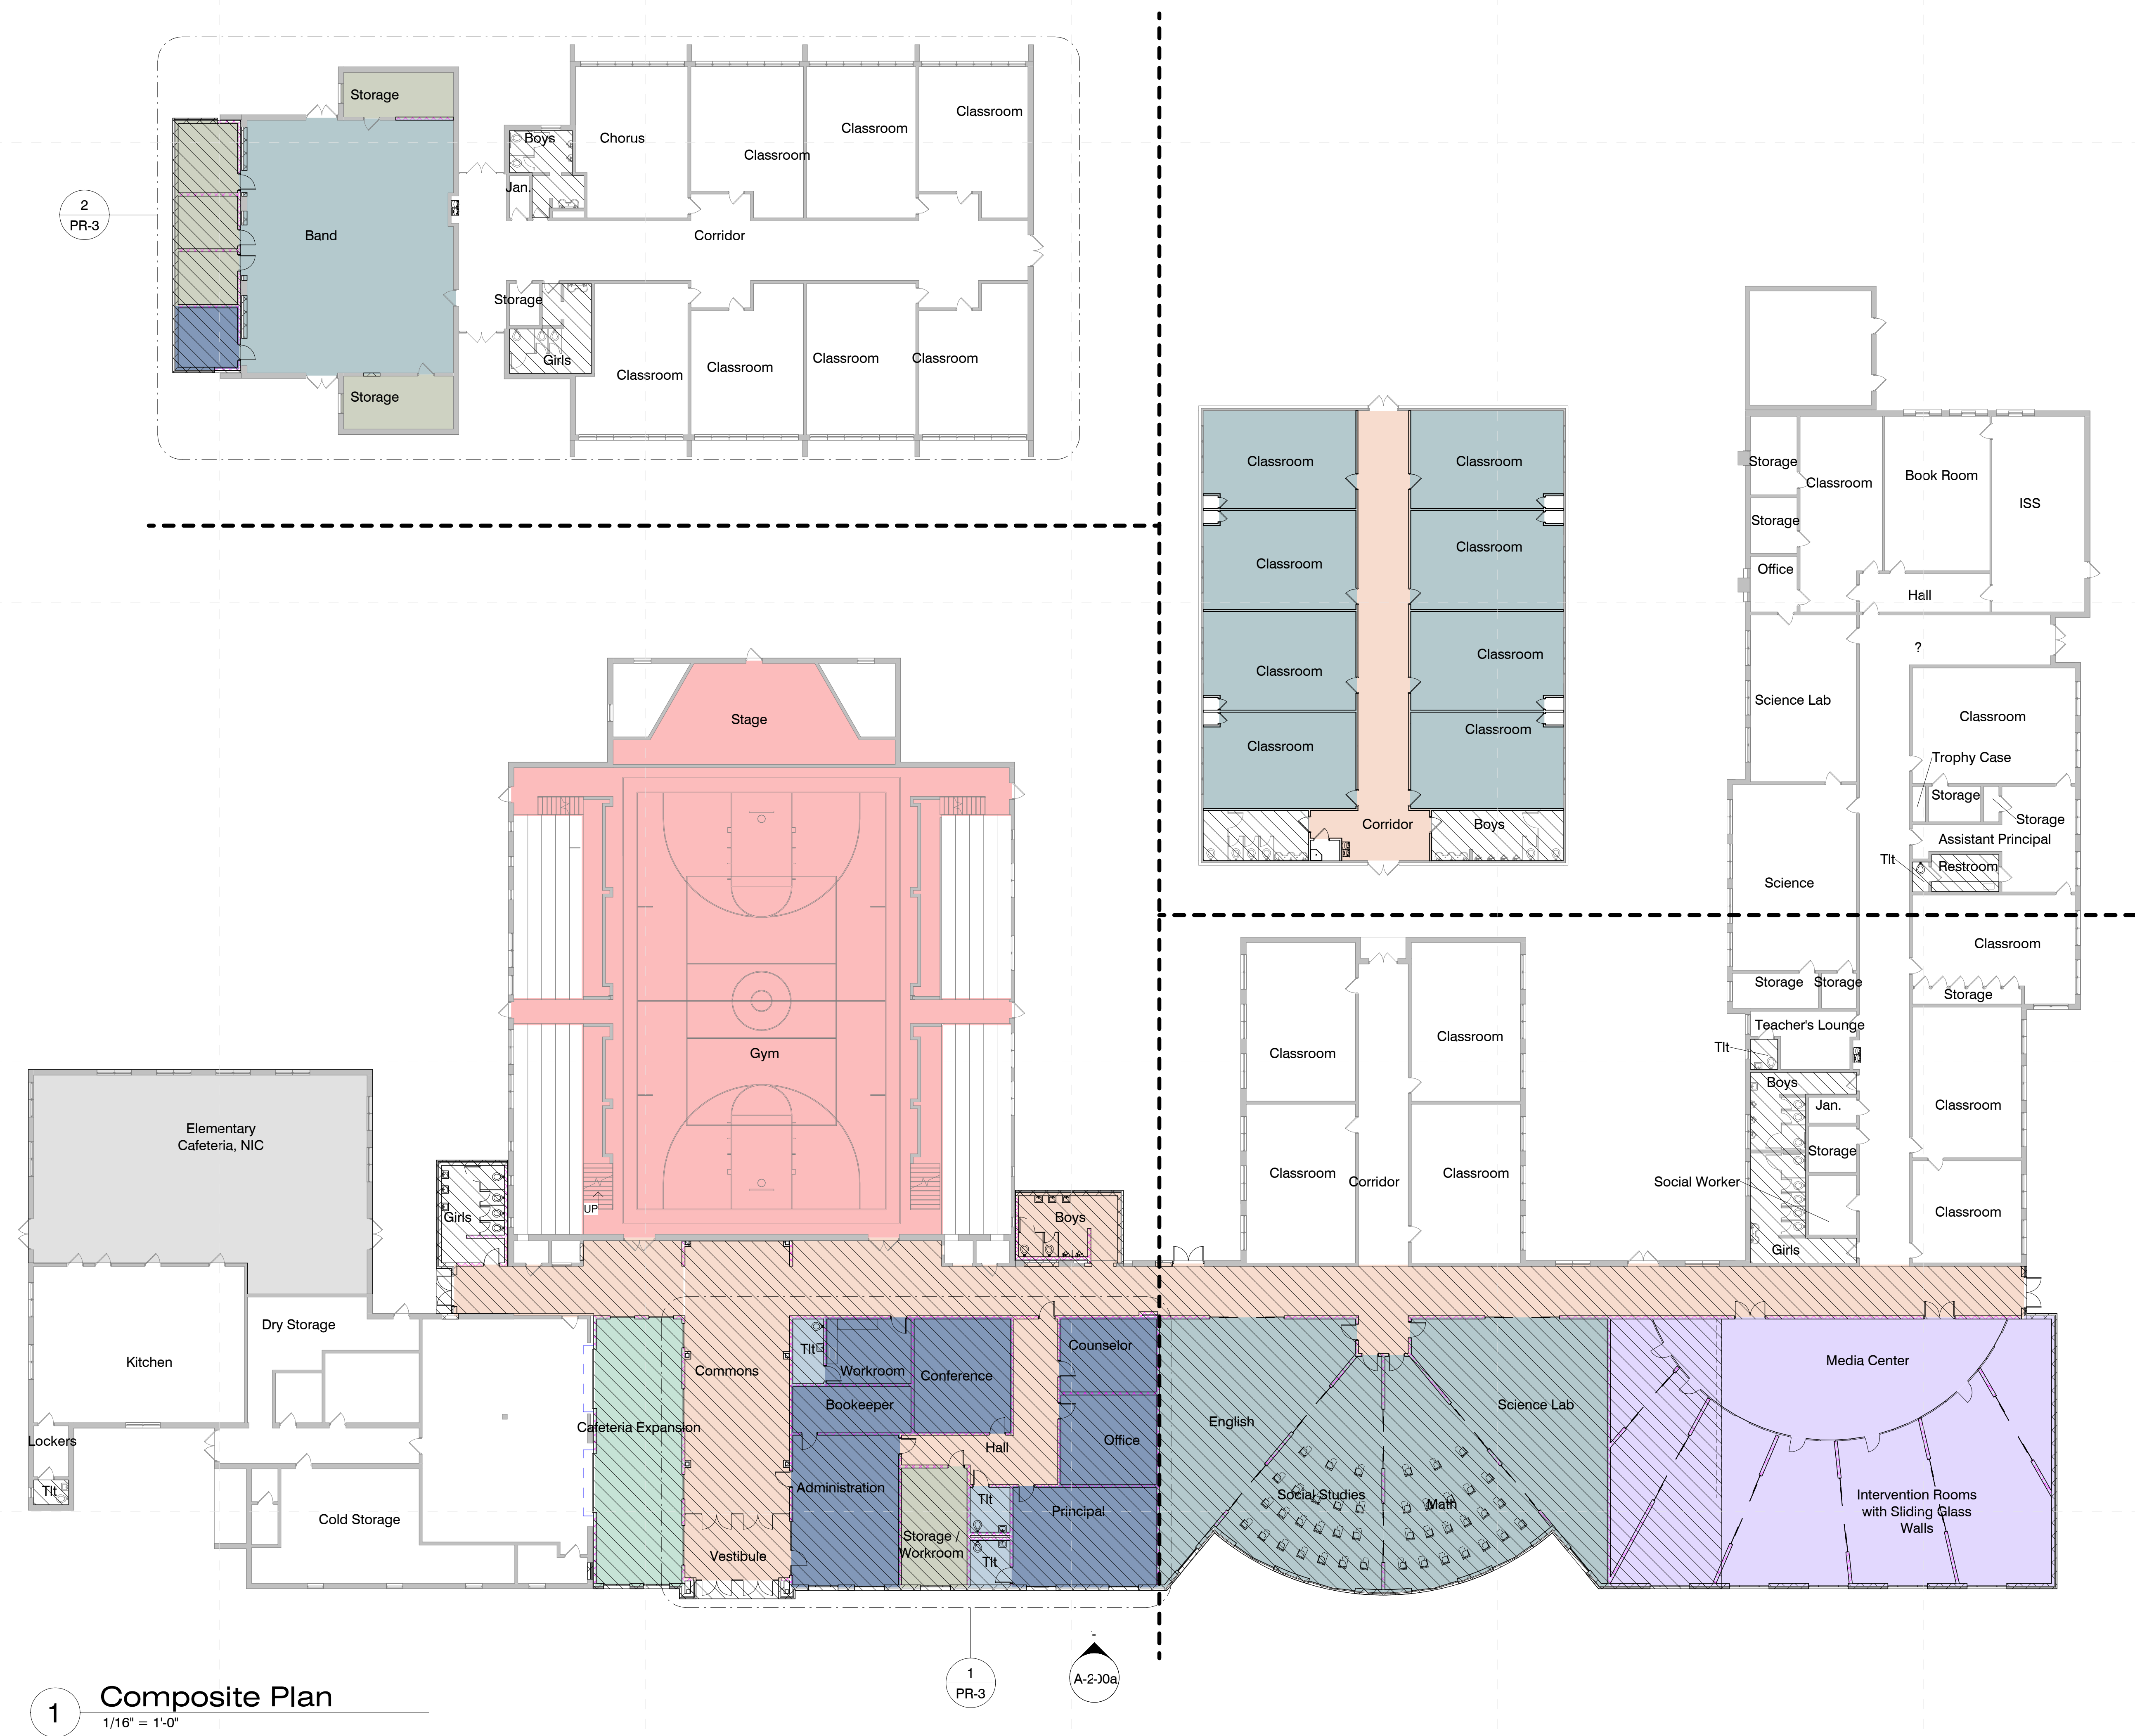 Storage
Classroom
Boys
Chorus
Classroom
Classroom
Jan.
2
PR-3
Band
Corridor
Storage
Girls
Classroom
Classroom
Classroom
Classroom
Storage
Classroom
Classroom
Storage
Classroom
Book Room
ISS
Storage
Classroom
Classroom
Office
Hall
?
Classroom
Classroom
Science Lab
Classroom
Stage
Classroom
Classroom
Trophy Case
Storage
Storage
Corridor
Boys
Assistant Principal
Tlt
Restroom
Science
Classroom
Storage
Storage
Storage
Teacher's Lounge
Tlt
Classroom
Classroom
Gym
Boys
Jan.
Classroom
Elementary
Cafeteria, NIC
Storage
Classroom
Corridor
Classroom
Social Worker
UP
Girls
Boys
Classroom
Girls
Dry Storage
Kitchen
Commons
Tlt
Workroom
Conference
Counselor
Media Center
Bookeeper
Cafeteria Expansion
English
Science Lab
Lockers
Hall
Office
Tlt
Administration
Tlt
Principal
Social Studies
Math
Intervention Rooms
with Sliding Glass
Walls
Cold Storage
Storage /
Workroom
Vestibule
Tlt
-
1
PR-3
A-200a
1
Composite Plan
1/16" = 1'-0"